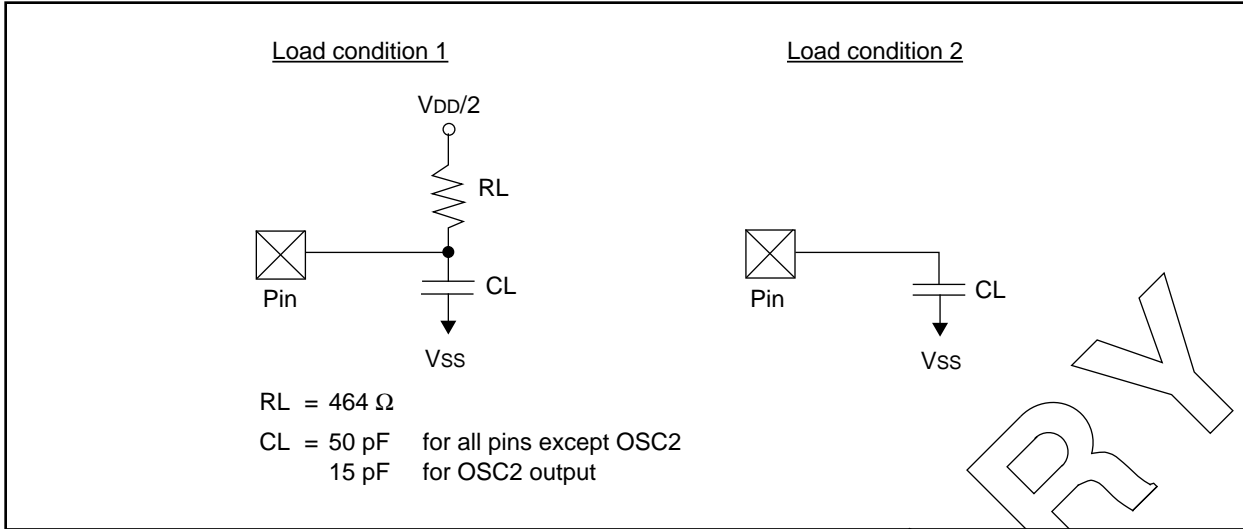 Load condition 1
Load condition 2
VDD/2
RL
CL
Pin
VSS
CL
Pin
VSS
RL = 464 Ω
CL = 50 pF for all pins except OSC2
15 pF for OSC2 output
R Y